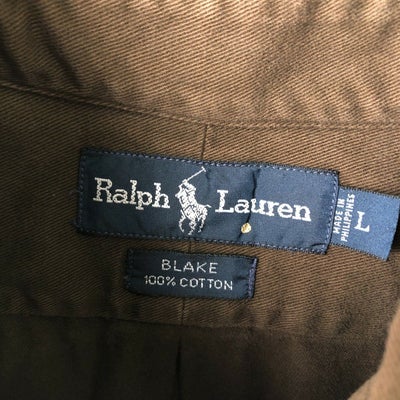 Ralph Lauren
L
MADE IN
PHILIPPINES
BLAKE
100% COTTON